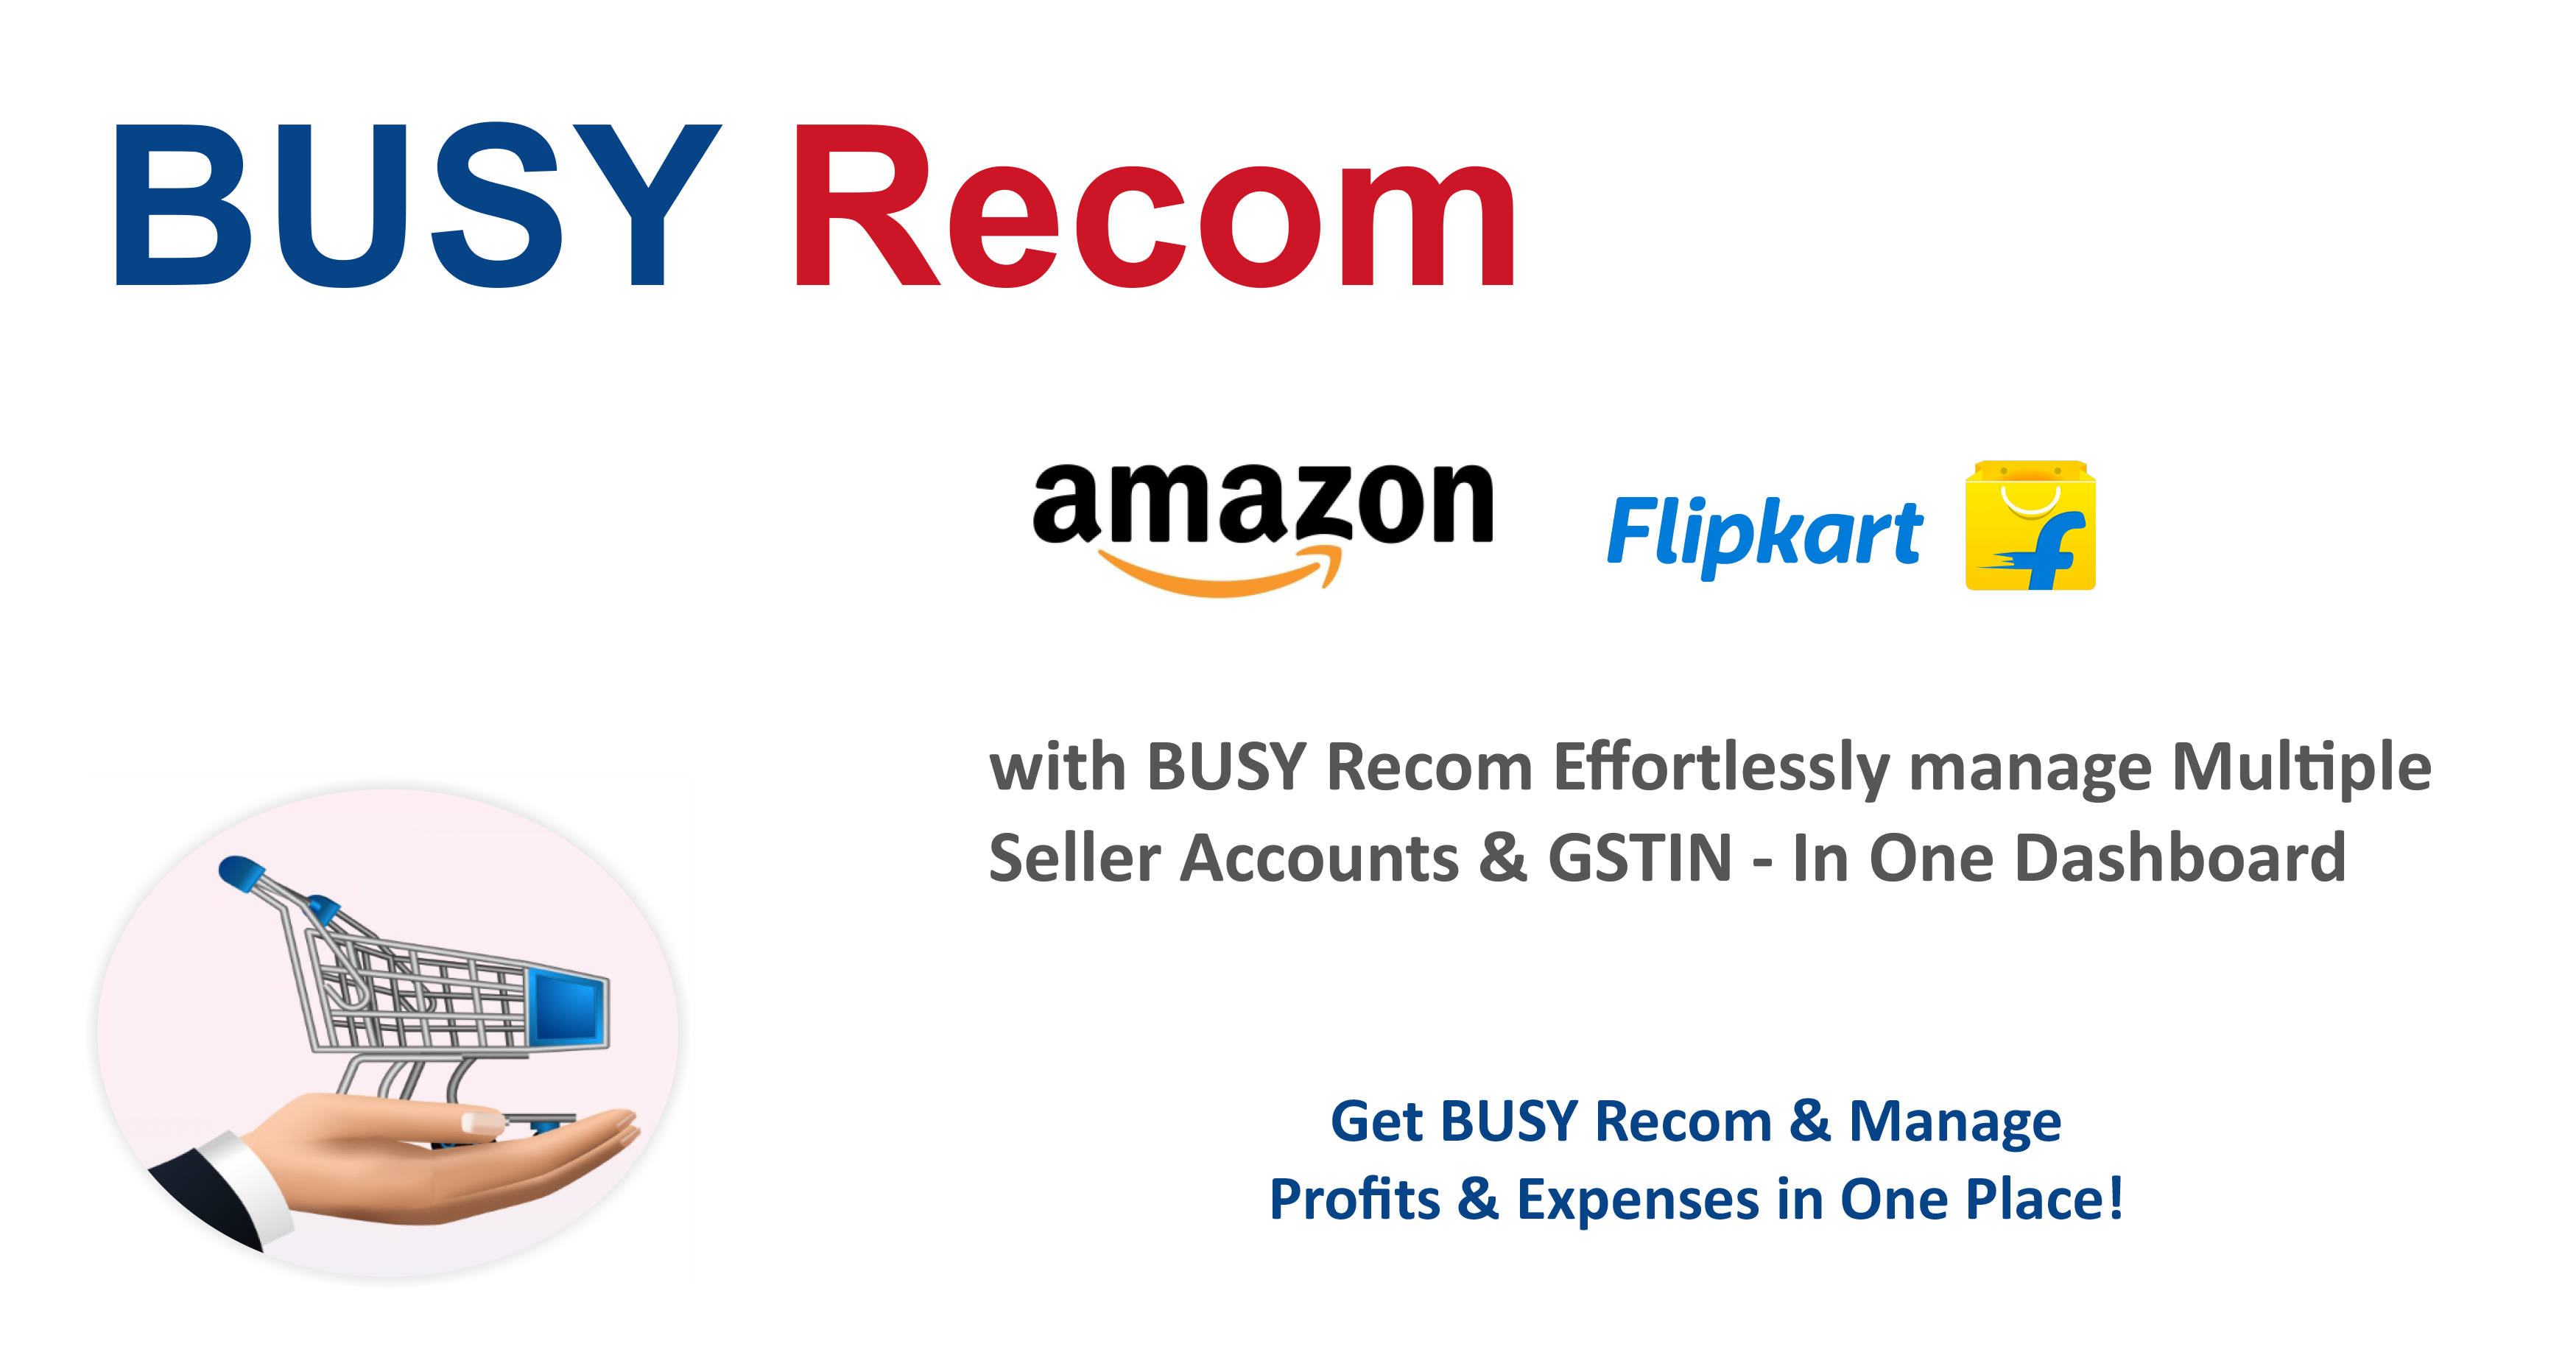 BUSY Recom
amazon
Flipkart
f
with BUSY Recom Effortlessly manage Multiple
Seller Accounts & GSTIN - In One Dashboard
Get BUSY Recom & Manage
Profits & Expenses in One Place!